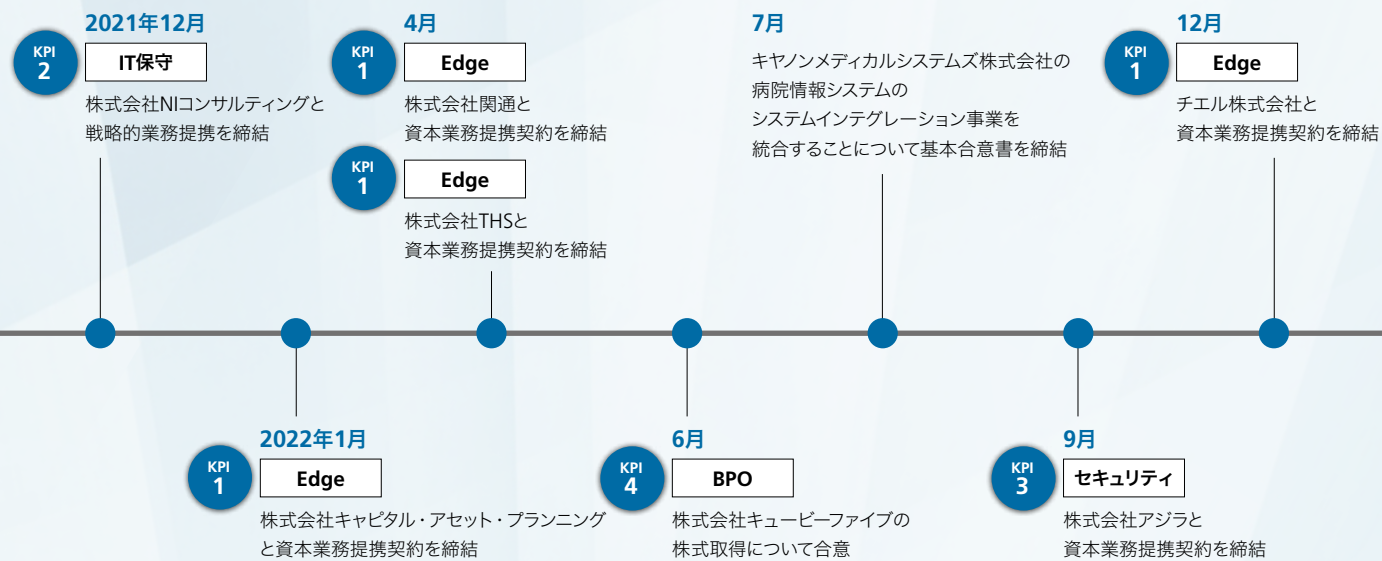 2021年12月
KPI
2
IT保守
株式会社NIコンサルティングと
戦略的業務提携を締結
4月
KPI
1
Edge
株式会社関通と
資本業務提携契約を締結
KPI
1
Edge
株式会社THSと
資本業務提携契約を締結
7月
キヤノンメディカルシステムズ株式会社の
病院情報システムの
システムインテグレーション事業を
統合することについて基本合意書を締結
12月
KPI
1
Edge
チエル株式会社と
資本業務提携契約を締結
2022年1月
KPI
1
Edge
株式会社キャピタル・アセット・プランニング
と資本業務提携契約を締結
6月
KPI
4
BPO
株式会社キュービーファイブの
株式取得について合意
9月
KPI
3
セキュリティ
株式会社アジラと
資本業務提携契約を締結